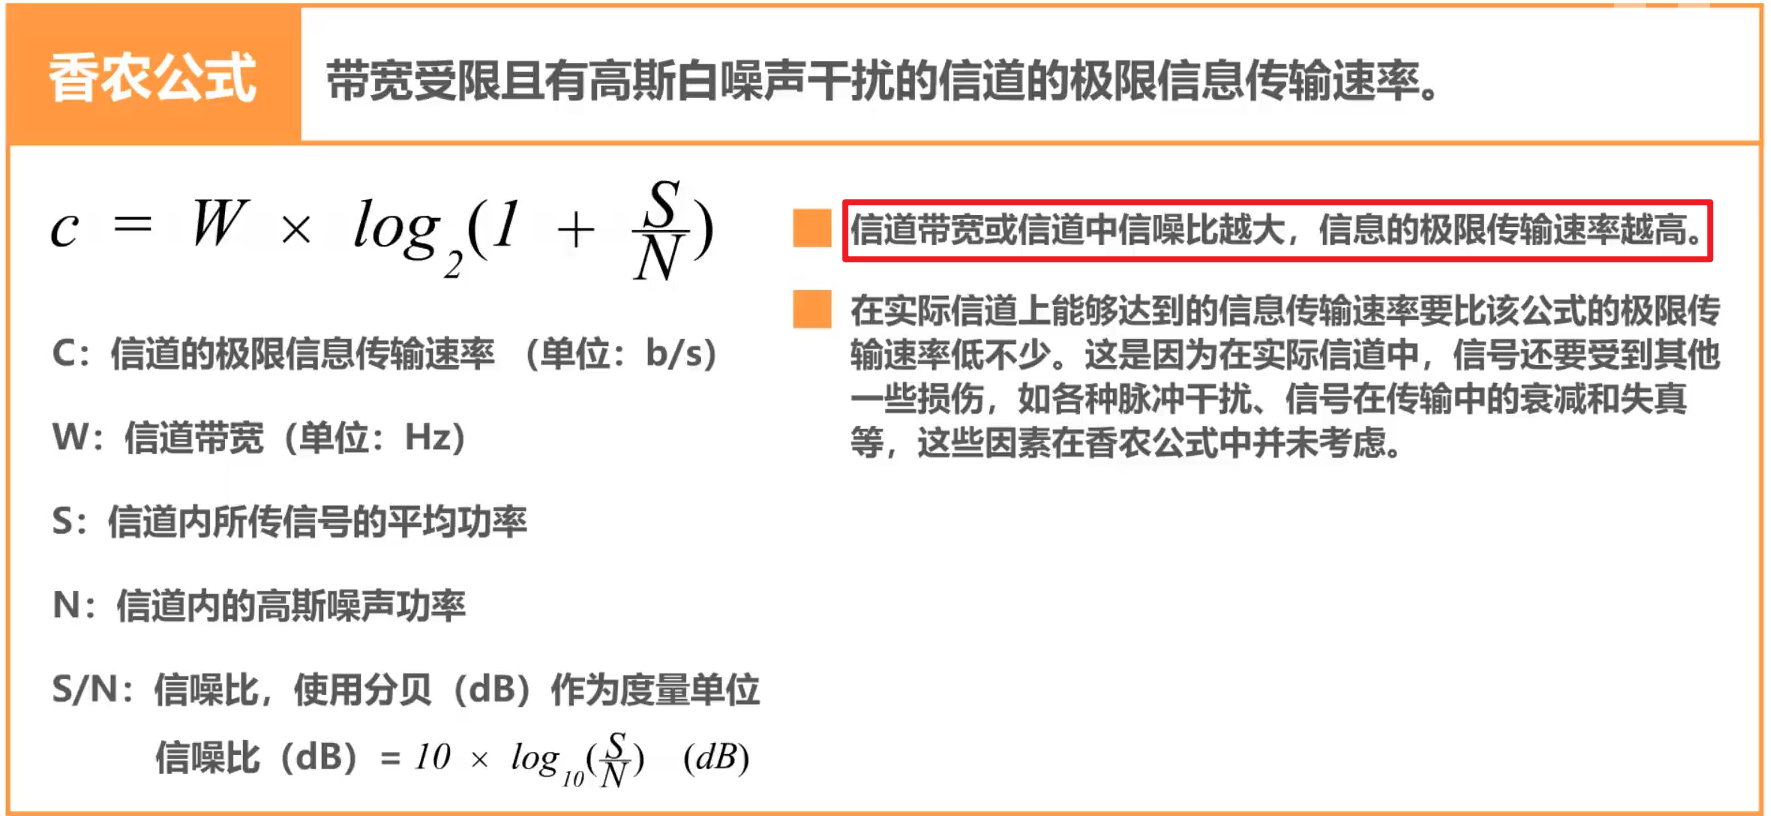 香农公式
带宽受限且有高斯白噪声干扰的信道的极限信息传输速率。
c = W × log₂(1 + S/N)
C：信道的极限信息传输速率 （单位：b/s）
W：信道带宽（单位：Hz）
S：信道内所传信号的平均功率
N：信道内的高斯噪声功率
S/N：信噪比，使用分贝（dB）作为度量单位
信噪比（dB）= 10 × log₁₀(S/N) (dB)
信道带宽或信道中信噪比越大，信息的极限传输速率越高。
在实际信道上能够达到的信息传输速率要比该公式的极限传
输速率低不少。这是因为在实际信道中，信号还要受到其他
一些损伤，如各种脉冲干扰、信号在传输中的衰减和失真
等，这些因素在香农公式中并未考虑。